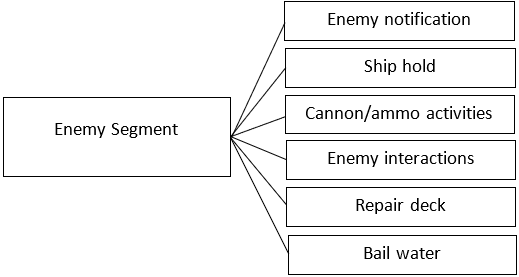 Enemy Segment
Enemy notification
Ship hold
Cannon/ammo activities
Enemy interactions
Repair deck
Bail water